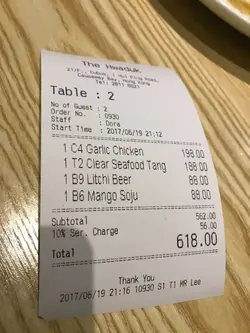 Table : 2
No of Guest : 2
Order No. : 0930
Staff : Dora
Start Time : 2017/06/19 21:12
1 C4 Garlic Chicken 198.00
1 T2 Clear Seafood Tang 188.00
1 B9 Litchi Beer 88.00
1 B6 Mango Soju 88.00
Subtotal 562.00
10% Ser. Charge 56.00
Total 618.00
Thank You
2017/06/19 21:16 10930 S1 T1 MR Lee